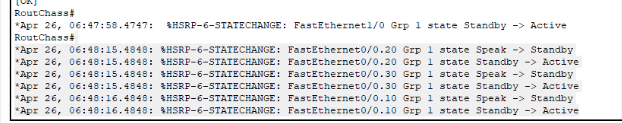 [OK]
RoutChass#
*Apr 26, 06:47:58.4747:  %HSRP-6-STATECHANGE: FastEthernet1/0 Grp 1 state Standby -> Active
RoutChass#
*Apr 26, 06:48:15.4848: %HSRP-6-STATECHANGE: FastEthernet0/0.20 Grp 1 state Speak -> Standby
*Apr 26, 06:48:15.4848: %HSRP-6-STATECHANGE: FastEthernet0/0.20 Grp 1 state Standby -> Active
*Apr 26, 06:48:15.4848: %HSRP-6-STATECHANGE: FastEthernet0/0.30 Grp 1 state Speak -> Standby
*Apr 26, 06:48:15.4848: %HSRP-6-STATECHANGE: FastEthernet0/0.30 Grp 1 state Standby -> Active
*Apr 26, 06:48:16.4848: %HSRP-6-STATECHANGE: FastEthernet0/0.10 Grp 1 state Speak -> Standby
*Apr 26, 06:48:16.4848: %HSRP-6-STATECHANGE: FastEthernet0/0.10 Grp 1 state Standby -> Active